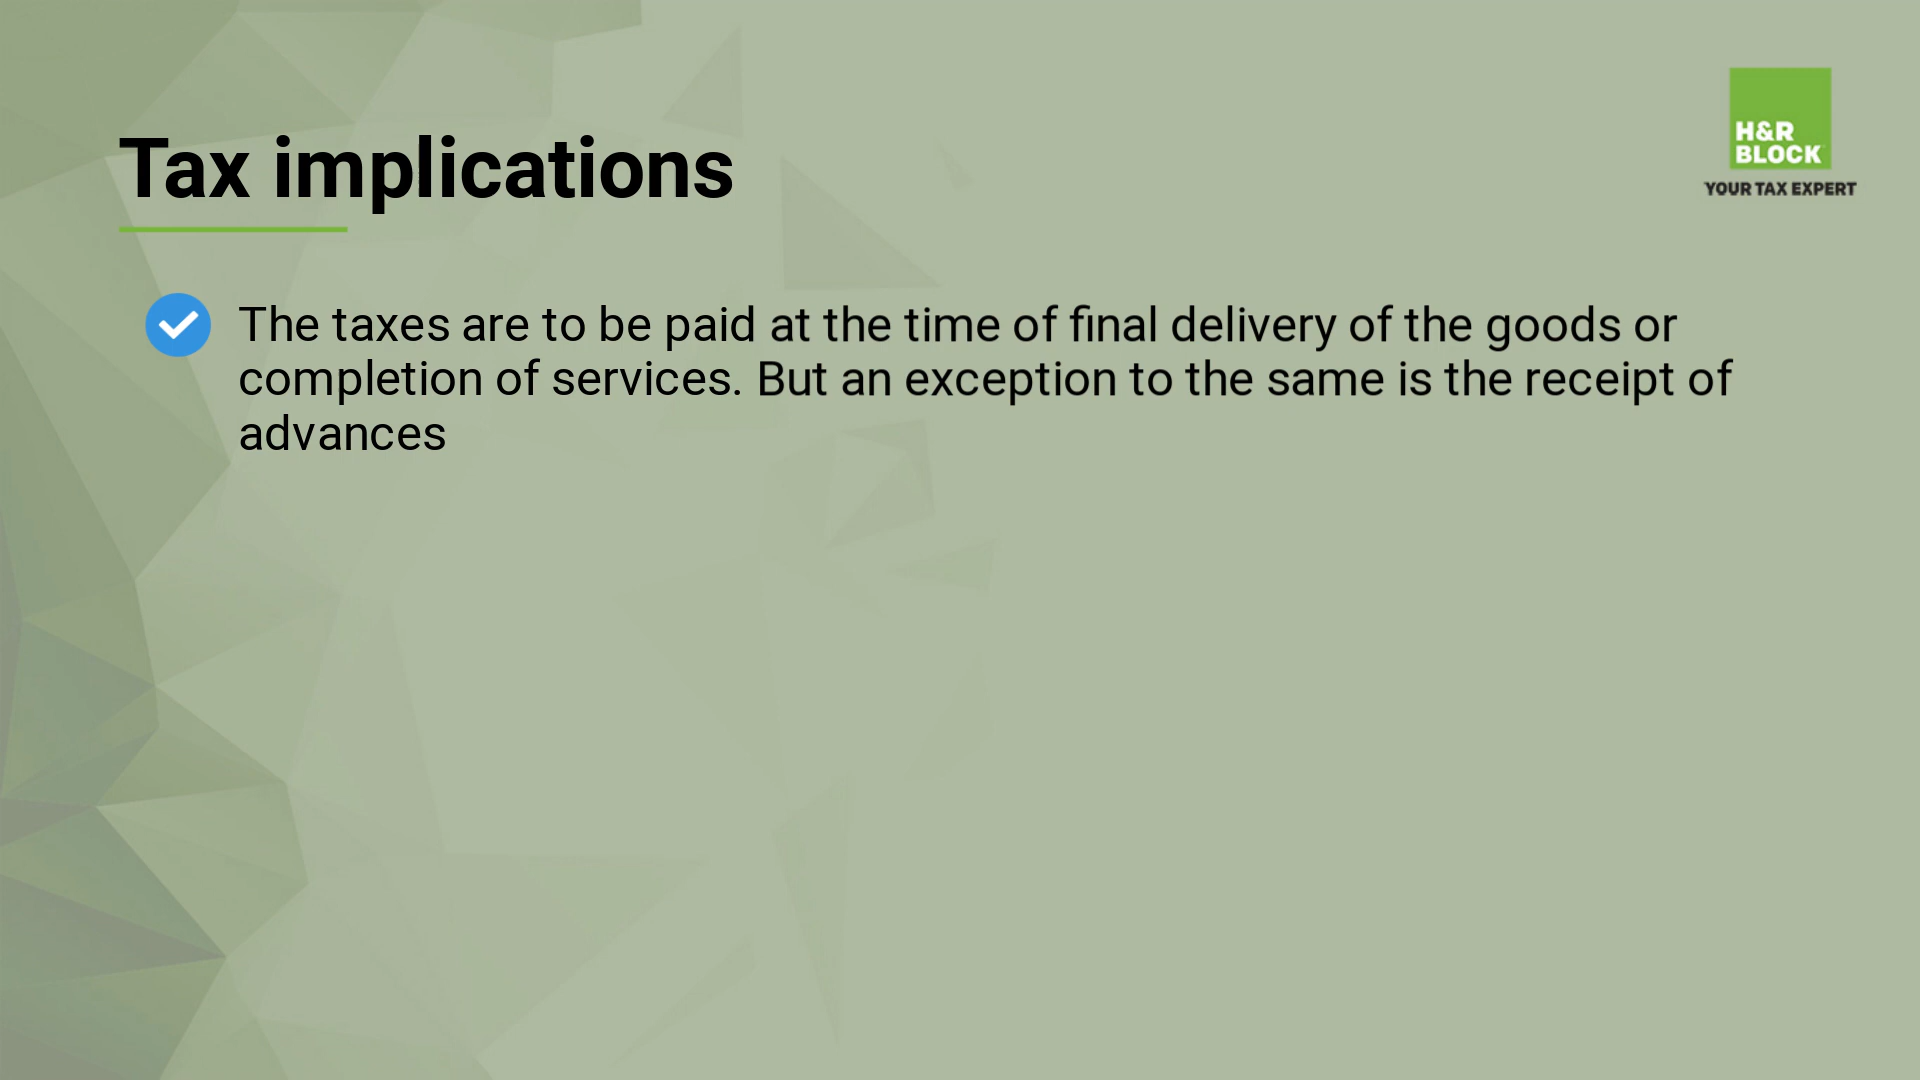 H&R
BLOCK
YOUR TAX EXPERT
Tax implications
The taxes are to be paid at the time of final delivery of the goods or
completion of services. But an exception to the same is the receipt of
advances